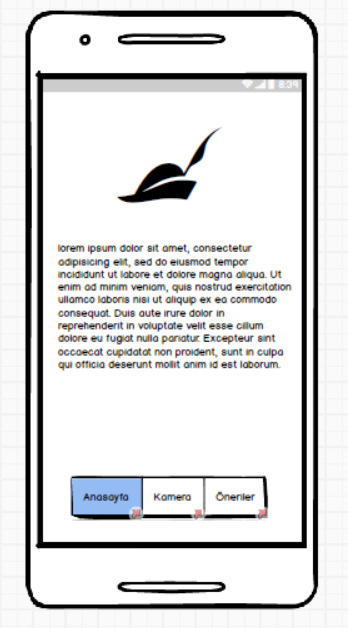 8:34
lorem ipsum dolor sit amet, consectetur
adipisicing elit, sed do eiusmod tempor
incididunt ut labore et dolore magna aliqua. Ut
enim ad minim veniam, quis nostrud exercitation
ullamco laboris nisi ut aliquip ex ea commodo
consequat. Duis aute irure dolor in
reprehenderit in voluptate velit esse cillum
dolore eu fugiat nulla pariatur. Excepteur sint
occaecat cupidatat non proident, sunt in culpa
qui officia deserunt mollit anim id est laborum.
Anasayfa Kamera Öneriler